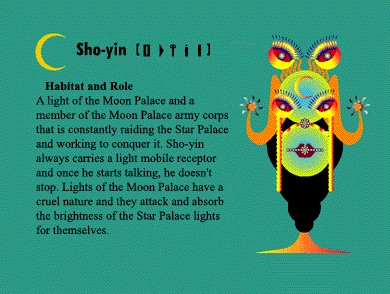 Sho-yin
Habitat and Role
A light of the Moon Palace and a
member of the Moon Palace army corps
that is constantly raiding the Star Palace
and working to conquer it. Sho-yin
always carries a light mobile receptor
and once he starts talking, he doesn't
stop. Lights of the Moon Palace have a
cruel nature and they attack and absorb
the brightness of the Star Palace lights
for themselves.